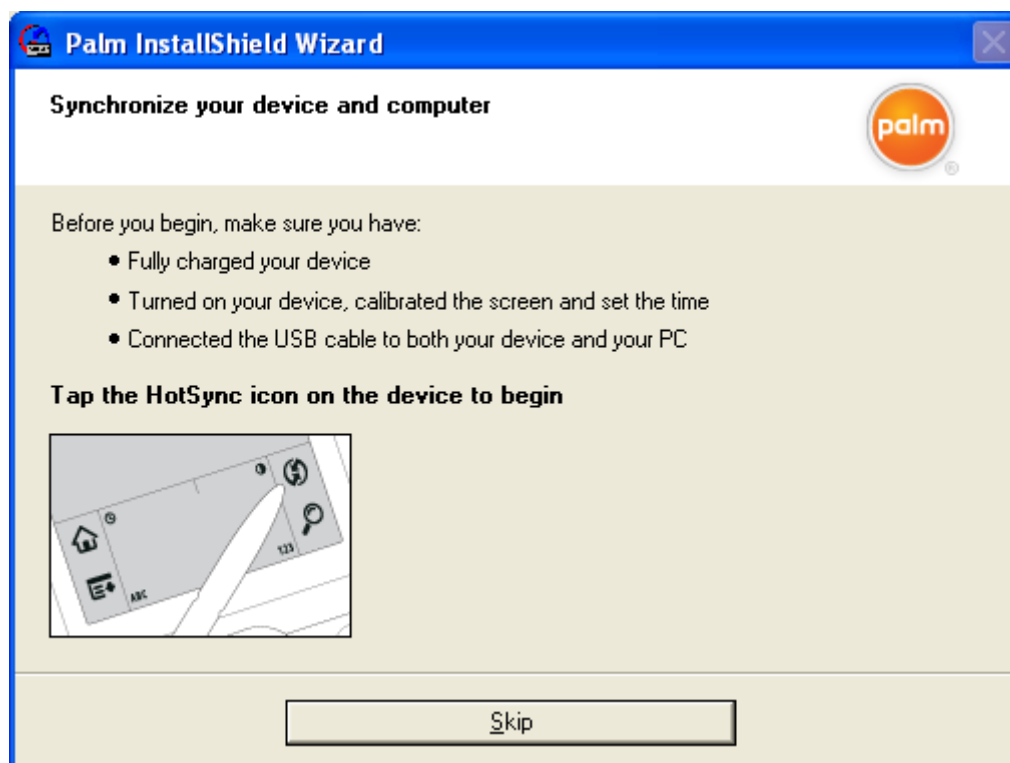 Palm InstallShield Wizard
Synchronize your device and computer
palm
®
Before you begin, make sure you have:
• Fully charged your device
• Turned on your device, calibrated the screen and set the time
• Connected the USB cable to both your device and your PC
Tap the HotSync icon on the device to begin
123
ABC
Skip